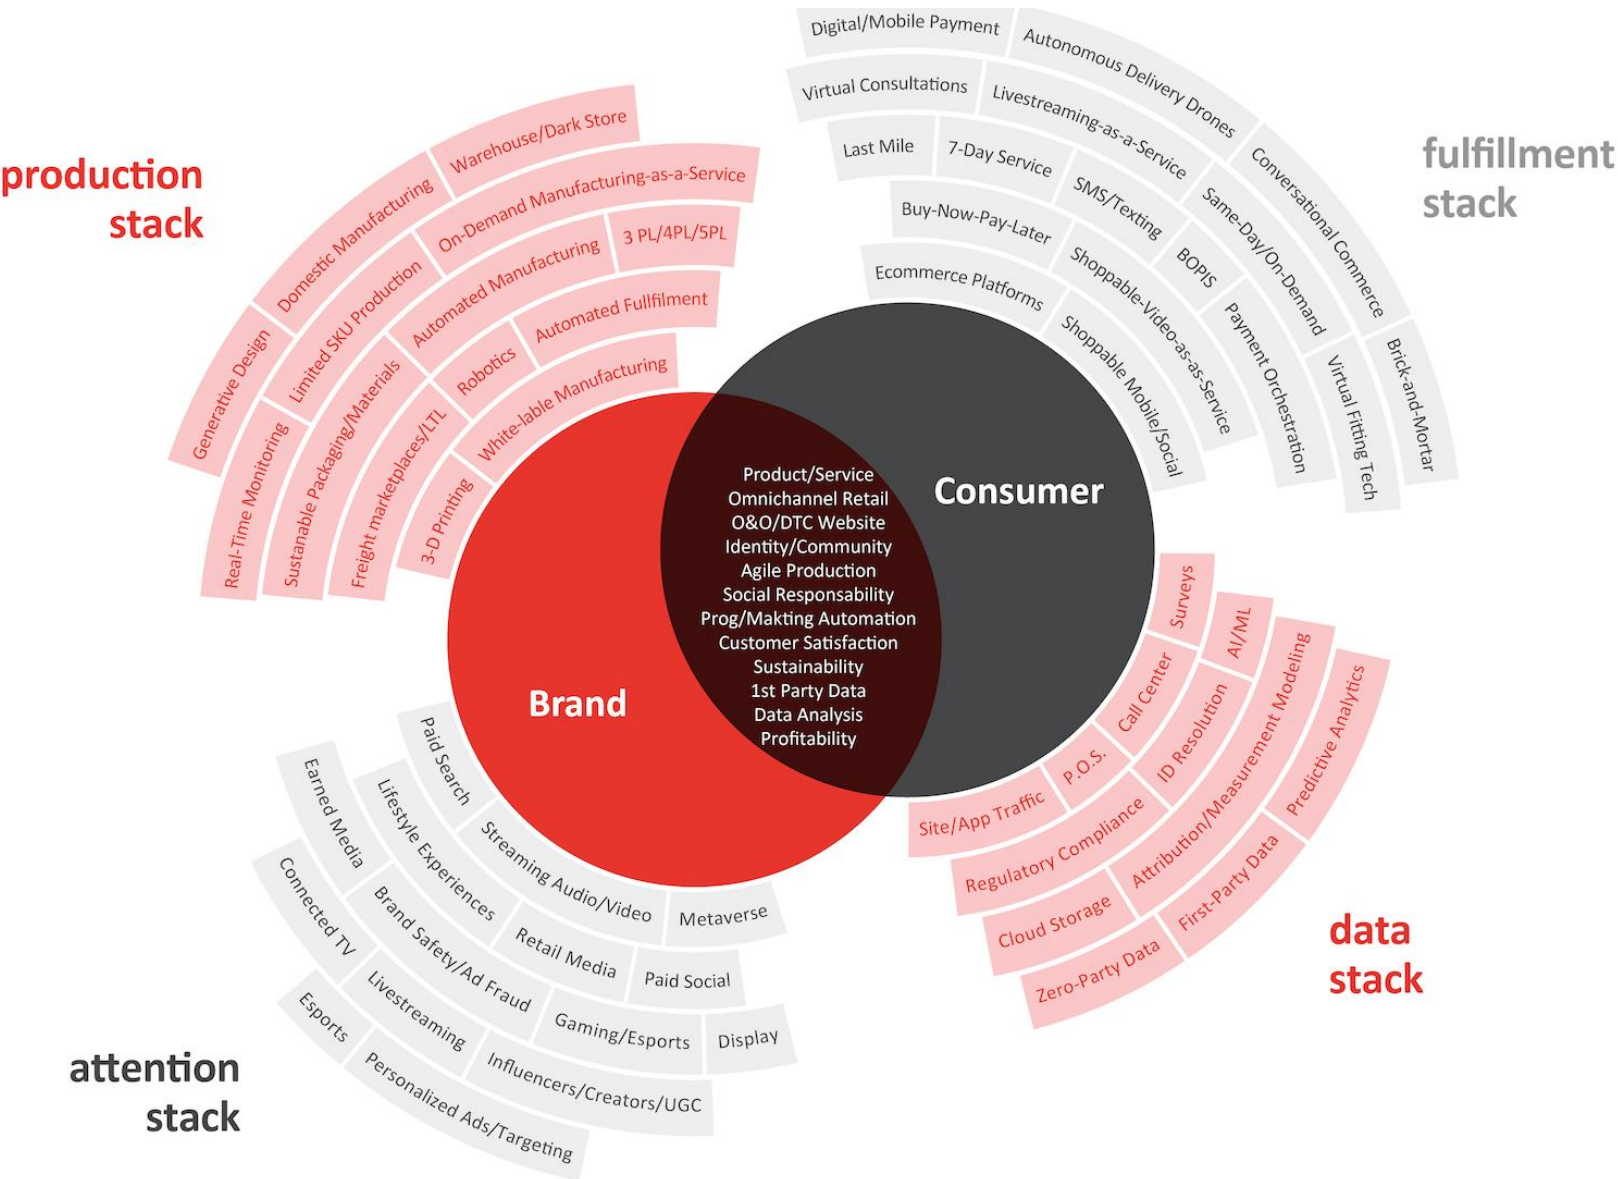 production
stack
Warehouse/Dark Store
Domestic Manufacturing
Generative Design
On-Demand Manufacturing-as-a-Service
Limited SKU Production
Real-Time Monitoring
3 PL/4PL/5PL
Automated Manufacturing
Sustanable Packaging/Materials
Automated Fullfilment
Robotics
Freight marketplaces/LTL
White-lable Manufacturing
3-D Printing
fulfillment
stack
Digital/Mobile Payment
Autonomous Delivery Drones
Conversational Commerce
Brick-and-Mortar
Virtual Consultations
Livestreaming-as-a-Service
Same-Day/On-Demand
Virtual Fitting Tech
Last Mile
7-Day Service
SMS/Texting
BOPIS
Payment Orchestration
Buy-Now-Pay-Later
Shoppable-Video-as-as-Service
Ecommerce Platforms
Shoppable Mobile/Social
Consumer
Brand
Product/Service
Omnichannel Retail
O&O/DTC Website
Identity/Community
Agile Production
Social Responsability
Prog/Makting Automation
Customer Satisfaction
Sustainability
1st Party Data
Data Analysis
Profitability
Surveys
Call Center
P.O.S.
Site/App Traffic
AI/ML
ID Resolution
Regulatory Compliance
Attribution/Measurement Modeling
Cloud Storage
Predictive Analytics
First-Party Data
Zero-Party Data
data
stack
Paid Search
Streaming Audio/Video
Metaverse
Lifestyle Experiences
Retail Media
Paid Social
Earned Media
Brand Safety/Ad Fraud
Gaming/Esports
Display
Connected TV
Livestreaming
Influencers/Creators/UGC
Esports
Personalized Ads/Targeting
attention
stack